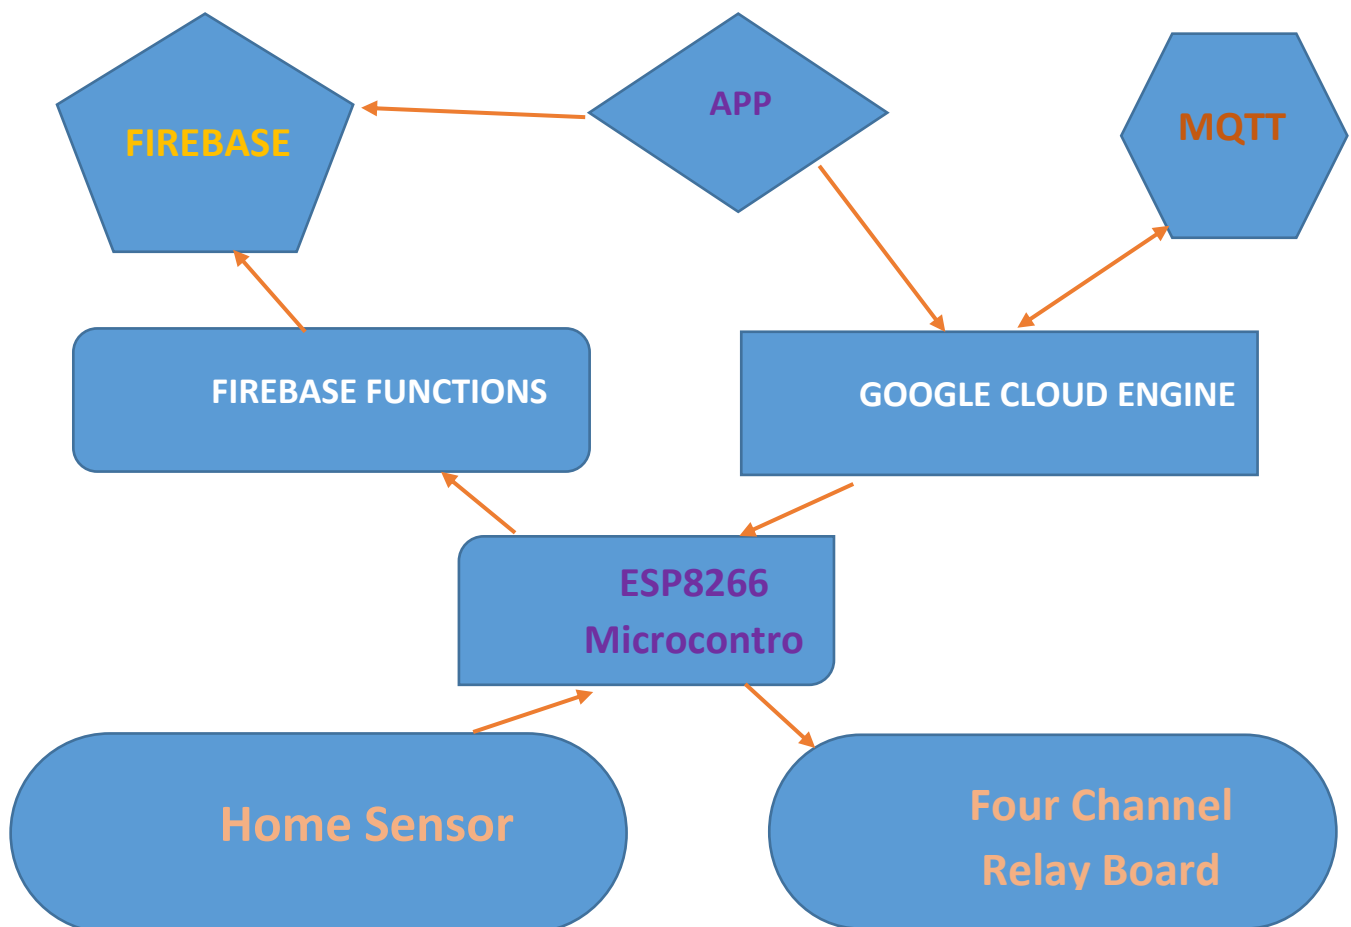 APP
FIREBASE
MQTT
FIREBASE FUNCTIONS
GOOGLE CLOUD ENGINE
ESP8266
Microcontro
Home Sensor
Four Channel
Relay Board